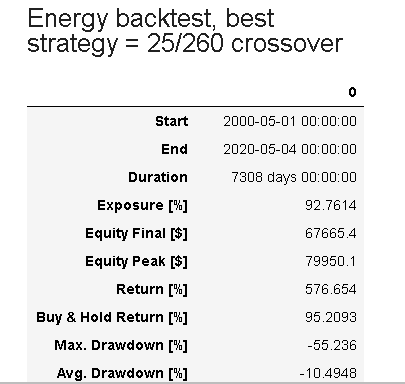 Energy backtest, best
strategy = 25/260 crossover
0
Start 2000-05-01 00:00:00
End 2020-05-04 00:00:00
Duration 7308 days 00:00:00
Exposure [%] 92.7614
Equity Final [$] 67665.4
Equity Peak [$] 79950.1
Return [%] 576.654
Buy & Hold Return [%] 95.2093
Max. Drawdown [%] -55.236
Avg. Drawdown [%] -10.4948